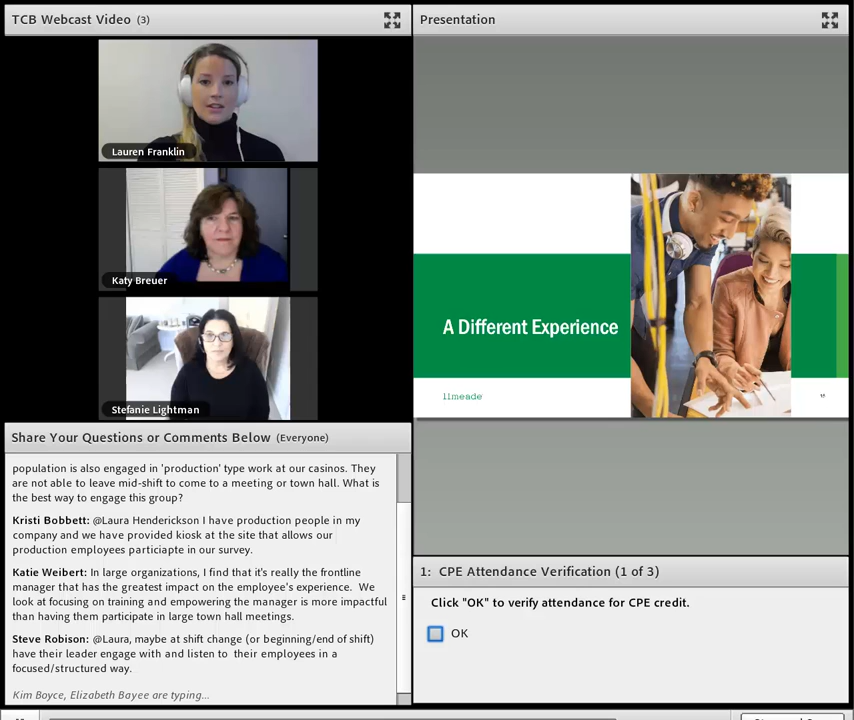 TCB Webcast Video (3)
Lauren Franklin
Katy Breuer
Stefanie Lightman
Share Your Questions or Comments Below (Everyone)
population is also engaged in 'production' type work at our casinos. They
are not able to leave mid-shift to come to a meeting or town hall. What is
the best way to engage this group?
Kristi Bobbett: @Laura Henderickson I have production people in my
company and we have provided kiosk at the site that allows our
production employees particiapte in our survey.
Katie Weibert: In large organizations, I find that it's really the frontline
manager that has the greatest impact on the employee's experience. We
look at focusing on training and empowering the manager is more impactful
than having them participate in large town hall meetings.
Steve Robison: @Laura, maybe at shift change (or beginning/end of shift)
have their leader engage with and listen to their employees in a
focused/structured way.
Kim Boyce, Elizabeth Bayee are typing...
Presentation
A Different Experience
limeade
1: CPE Attendance Verification (1 of 3)
Click "OK" to verify attendance for CPE credit.
OK